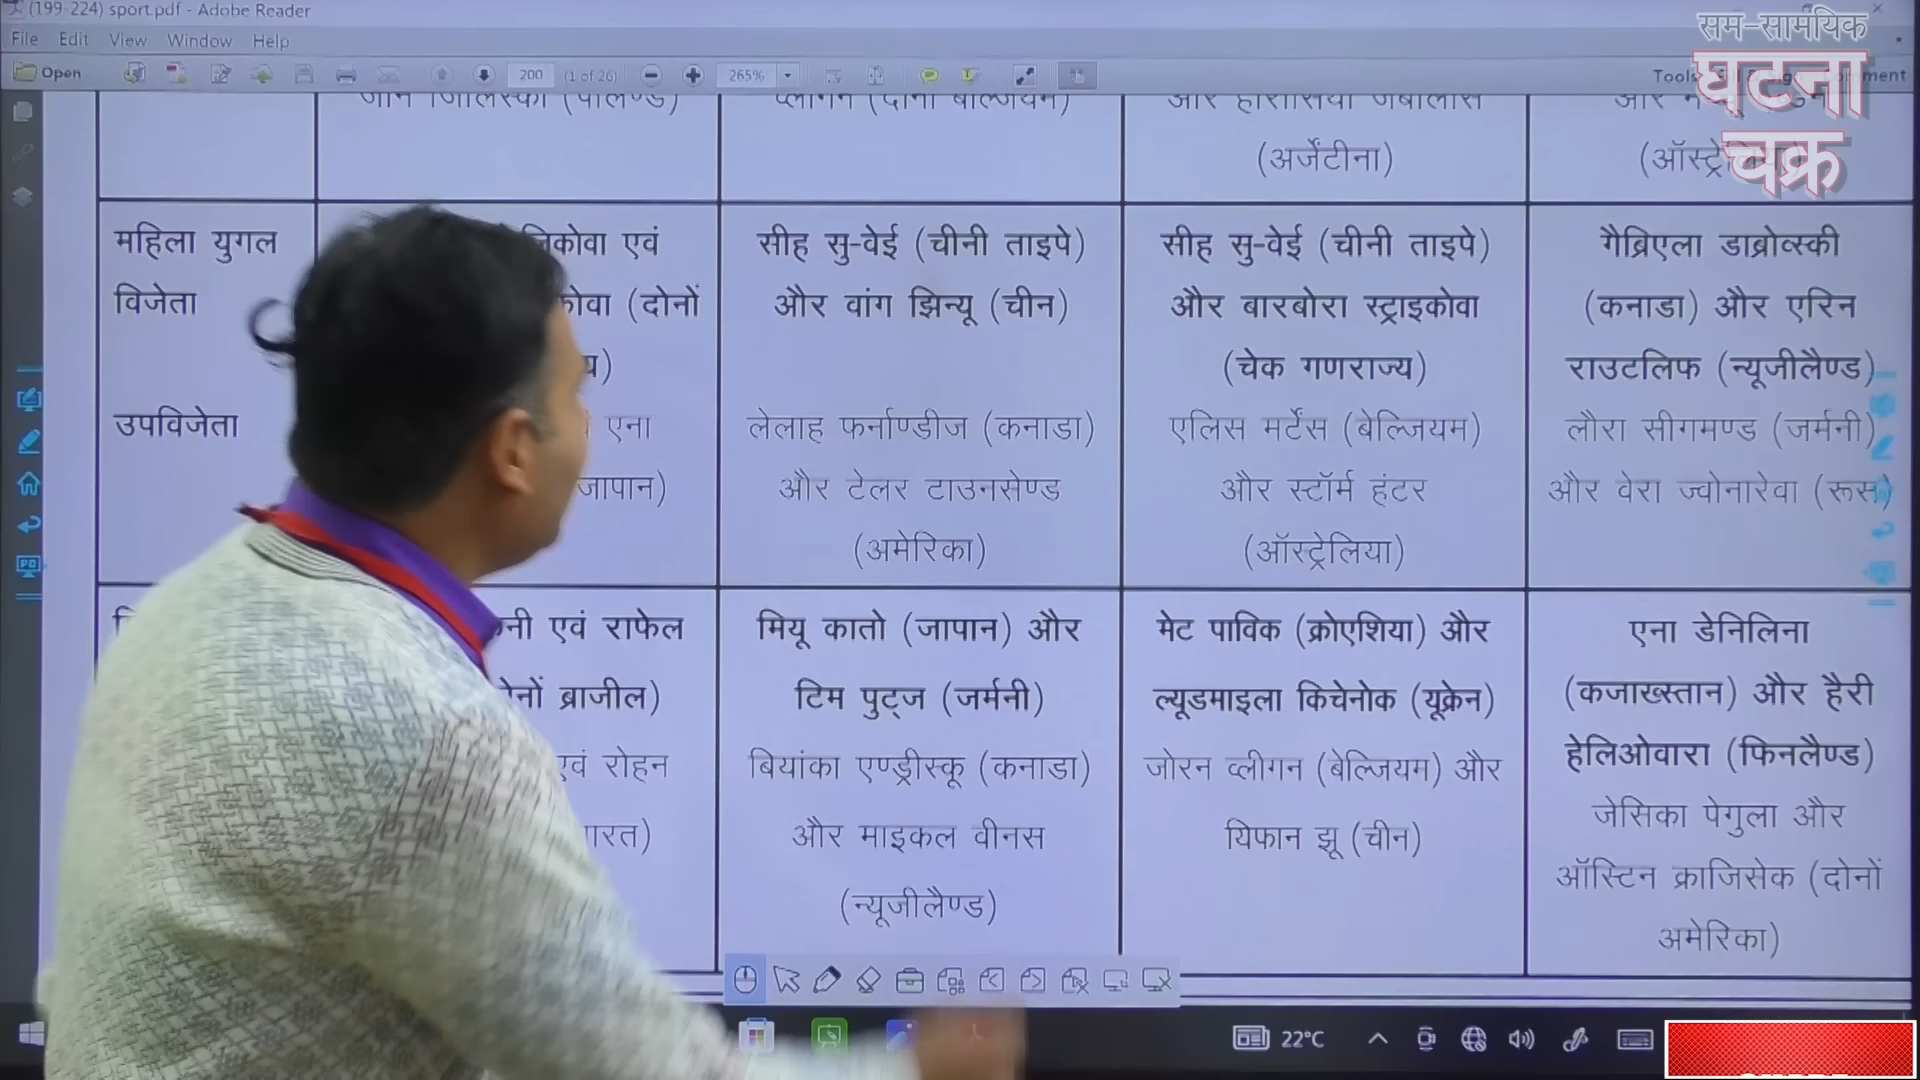 (199-224) sport.pdf - Adobe Reader
File Edit View Window Help
Open 200 (1 of 26) 265% Tools Comment
सम-सामयिक
घटना
चक्र
(अर्जेंटीना)
महिला युगल
विजेता
उपविजेता
एवं
(दोनों
एना
जापान)
सीह सु-वेई (चीनी ताइपे)
और वांग झिन्यू (चीन)
लेलाह फर्नाण्डीज (कनाडा)
और टेलर टाउनसेण्ड
(अमेरिका)
सीह सु-वेई (चीनी ताइपे)
और बारबोरा स्ट्राइकोवा
(चेक गणराज्य)
एलिस मर्टेंस (बेल्जियम)
और स्टॉर्म हंटर
(ऑस्ट्रेलिया)
गैब्रिएला डाब्रोव्स्की
(कनाडा) और एरिन
राउटलिफ (न्यूजीलैण्ड)
लौरा सीगमण्ड (जर्मनी)
और वेरा ज्वोनारेवा (रूस)
एवं राफेल
ब्राजील)
एवं रोहन
मियू कातो (जापान) और
टिम पुट्ज (जर्मनी)
बियांका एण्ड्रीस्कू (कनाडा)
और माइकल वीनस
(न्यूजीलैण्ड)
मेट पाविक (क्रोएशिया) और
ल्यूडमाइला किचेनोक (यूक्रेन)
जोरन व्लीगन (बेल्जियम) और
यिफान झू (चीन)
एना डेनिलिना
(कजाख्स्तान) और हैरी
हेलिओवारा (फिनलैण्ड)
जेसिका पेगुला और
ऑस्टिन क्राजिसेक (दोनों
अमेरिका)
22°C